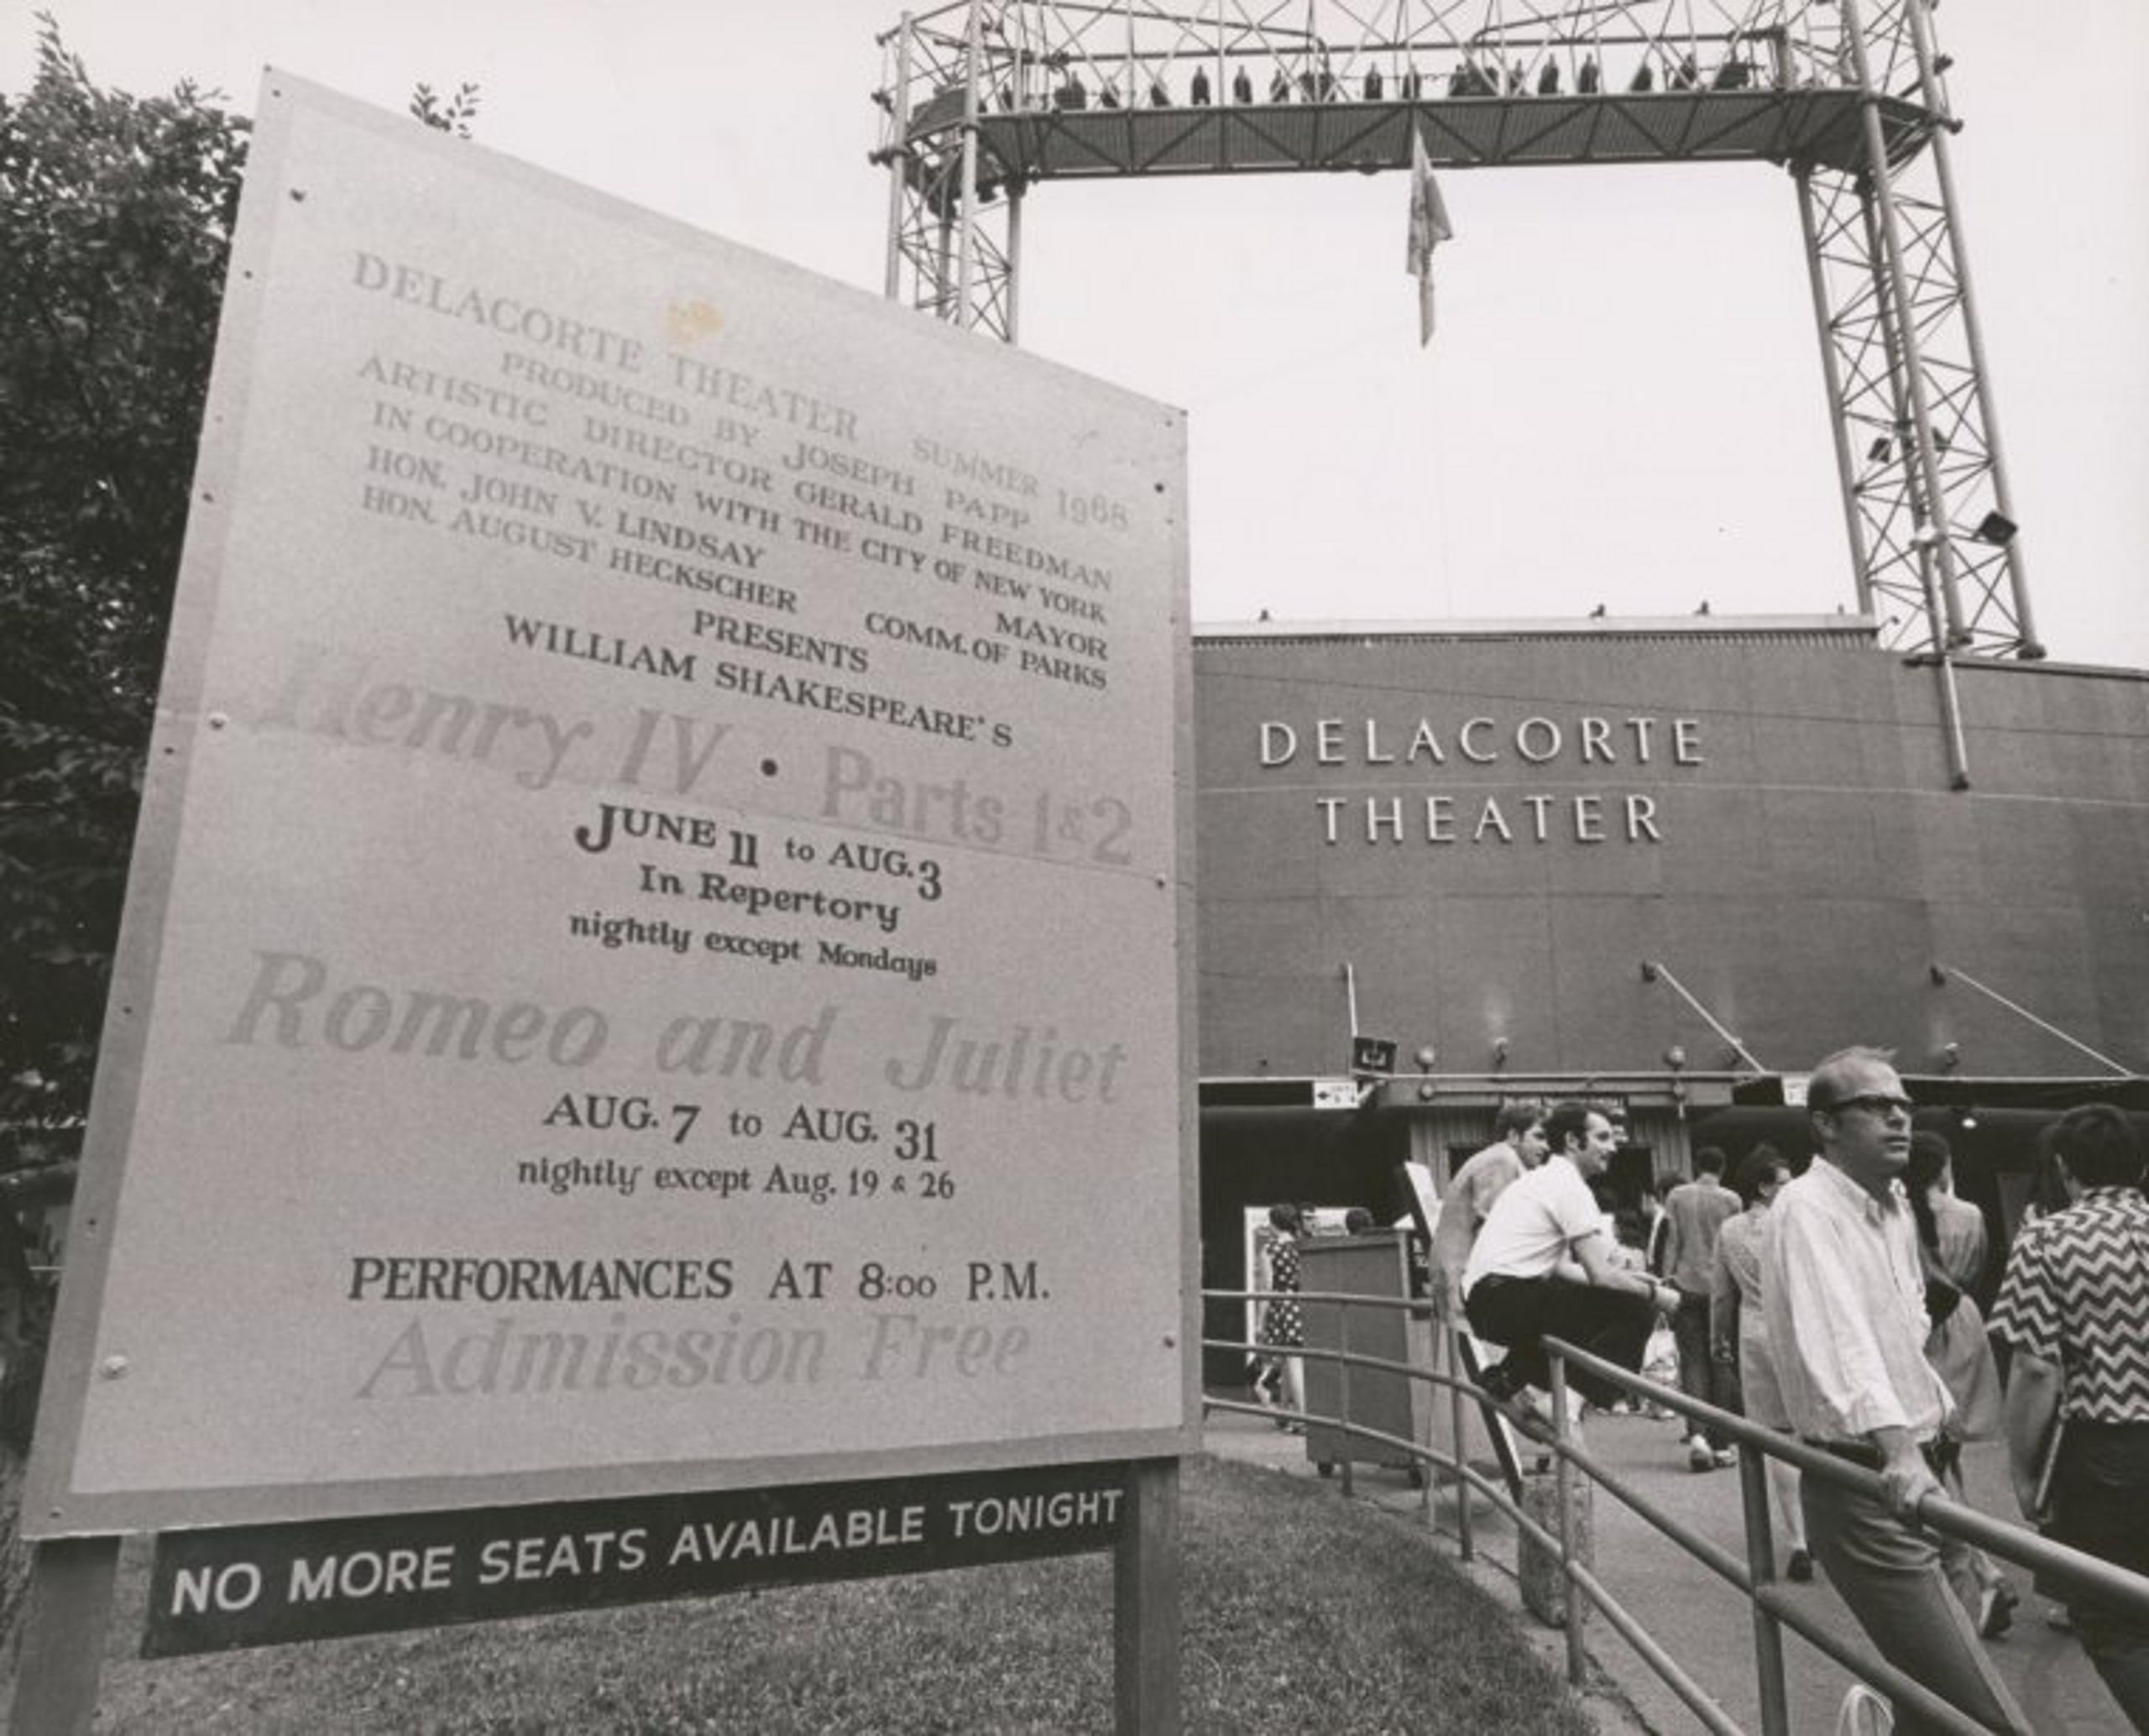 DELACORTE THEATER SUMMER 1968
PRODUCED BY JOSEPH PAPP
ARTISTIC DIRECTOR GERALD FREEDMAN
IN COOPERATION WITH THE CITY OF NEW YORK
HON. JOHN V. LINDSAY MAYOR
HON. AUGUST HECKSCHER COMM. OF PARKS
PRESENTS
WILLIAM SHAKESPEARE'S
Henry IV • Parts 1&2
JUNE 11 to AUG. 3
In Repertory
nightly except Mondays
Romeo and Juliet
AUG. 7 to AUG. 31
nightly except Aug. 19 & 26
PERFORMANCES AT 8:00 P.M.
Admission Free
NO MORE SEATS AVAILABLE TONIGHT
DELACORTE
THEATER